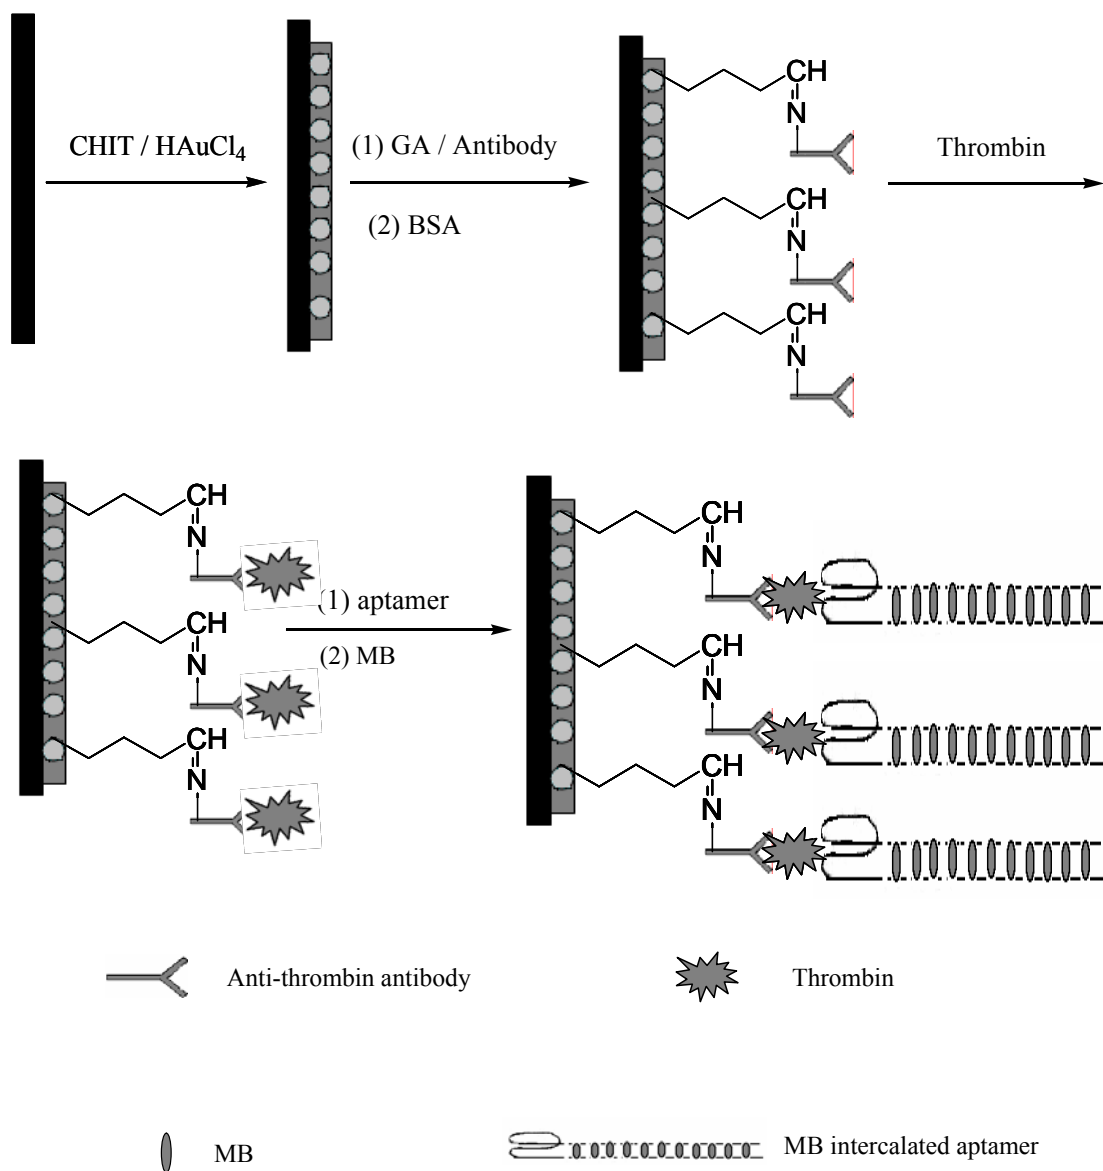 CHIT / HAuCl4
(1) GA / Antibody
(2) BSA
CH
N
CH
N
CH
N
Thrombin
CH
N
CH
N
CH
N
(1) aptamer
(2) MB
CH
N
CH
N
CH
N
Anti-thrombin antibody
Thrombin
MB
MB intercalated aptamer